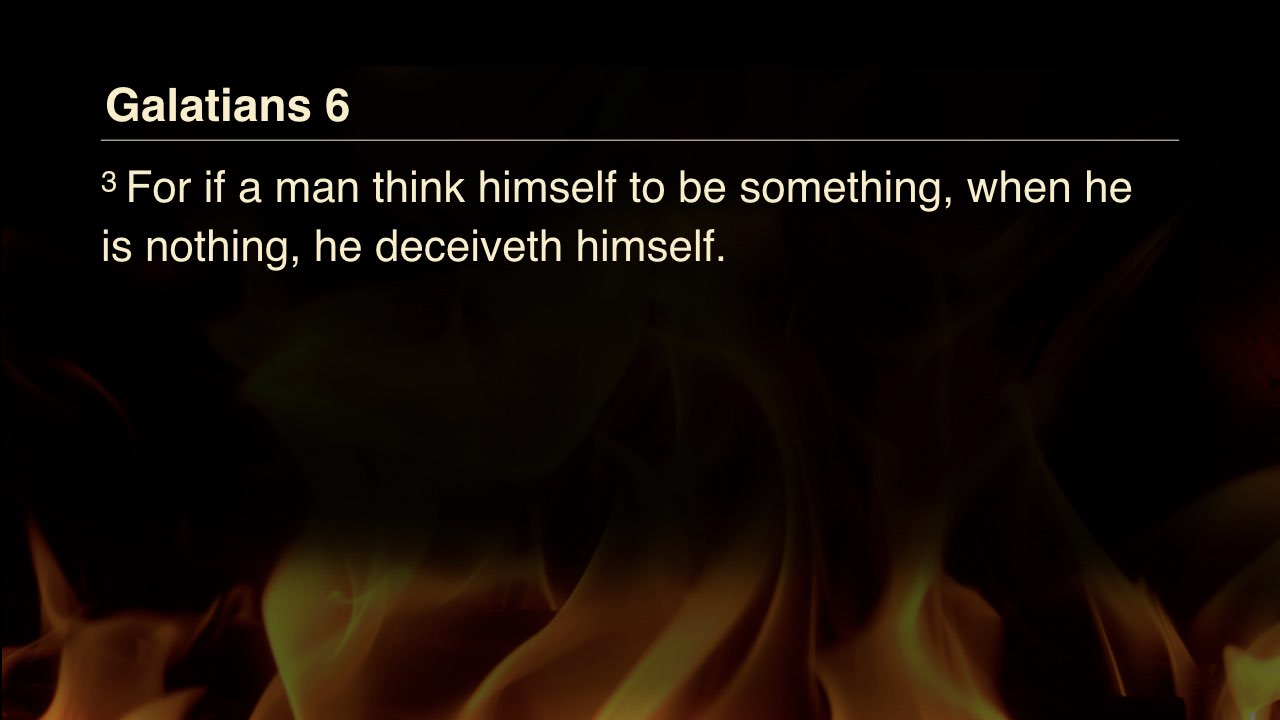 Galatians 6
3 For if a man think himself to be something, when he
is nothing, he deceiveth himself.